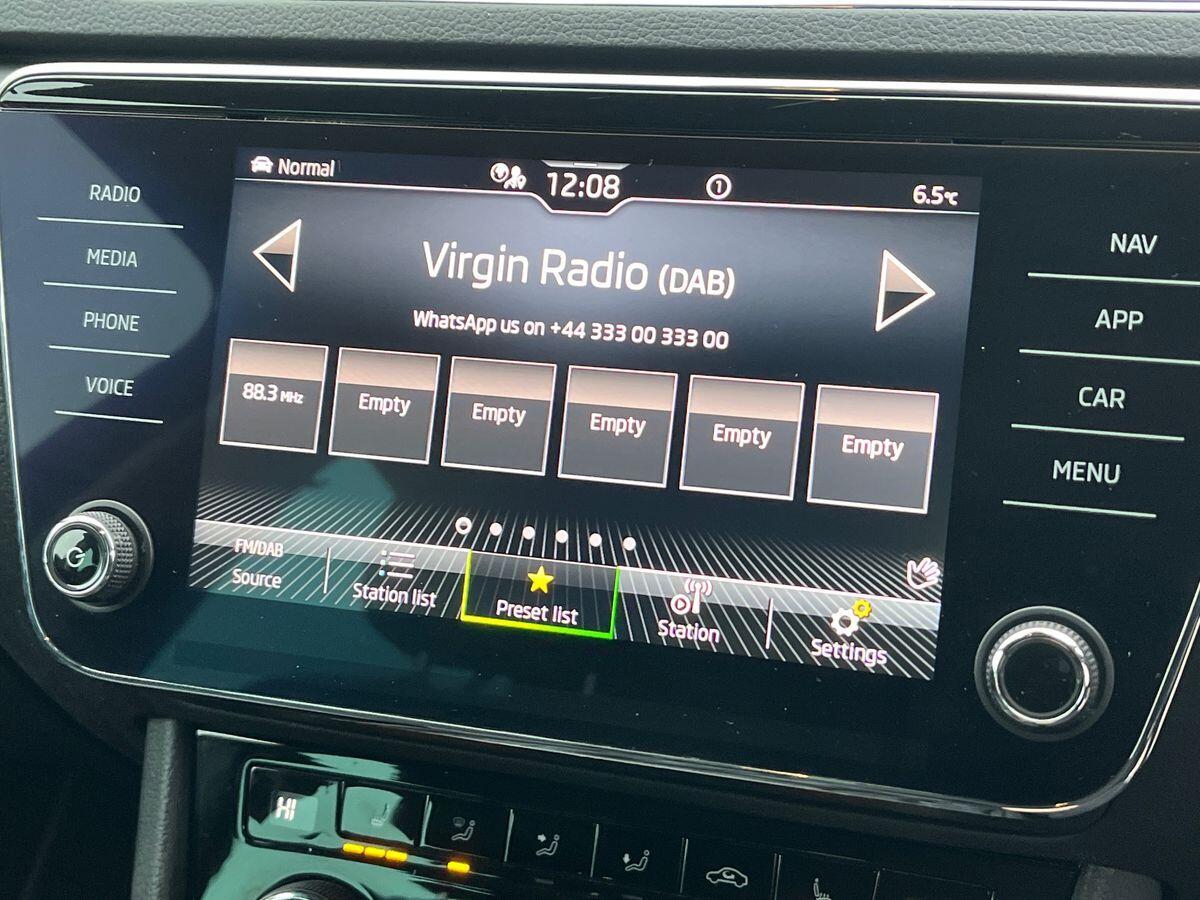 Normal
12:08
1
6.5°C
RADIO
MEDIA
PHONE
VOICE
NAV
APP
CAR
MENU
Virgin Radio (DAB)
WhatsApp us on +44 333 00 333 00
88.3 MHz
Empty
Empty
Empty
Empty
Empty
FM/DAB
Source
Station list
Preset list
Station
Settings
HI